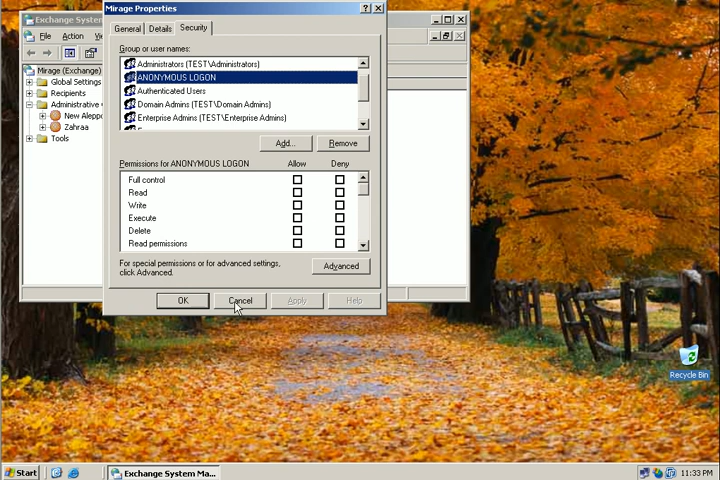 Mirage Properties
Exchange System
File Action Vie
General Details Security
Group or user names:
Administrators (TEST\Administrators)
ANONYMOUS LOGON
Authenticated Users
Domain Admins (TEST\Domain Admins)
Enterprise Admins (TEST\Enterprise Admins)
Add... Remove
Permissions for ANONYMOUS LOGON Allow Deny
Full control
Read
Write
Execute
Delete
Read permissions
For special permissions or for advanced settings,
click Advanced.
Advanced
OK Cancel Apply Help
Mirage (Exchange)
Global Settings
Recipients
Administrative
New Aleppo
Zahraa
Tools
Recycle Bin
Start Exchange System Ma... 11:33 PM